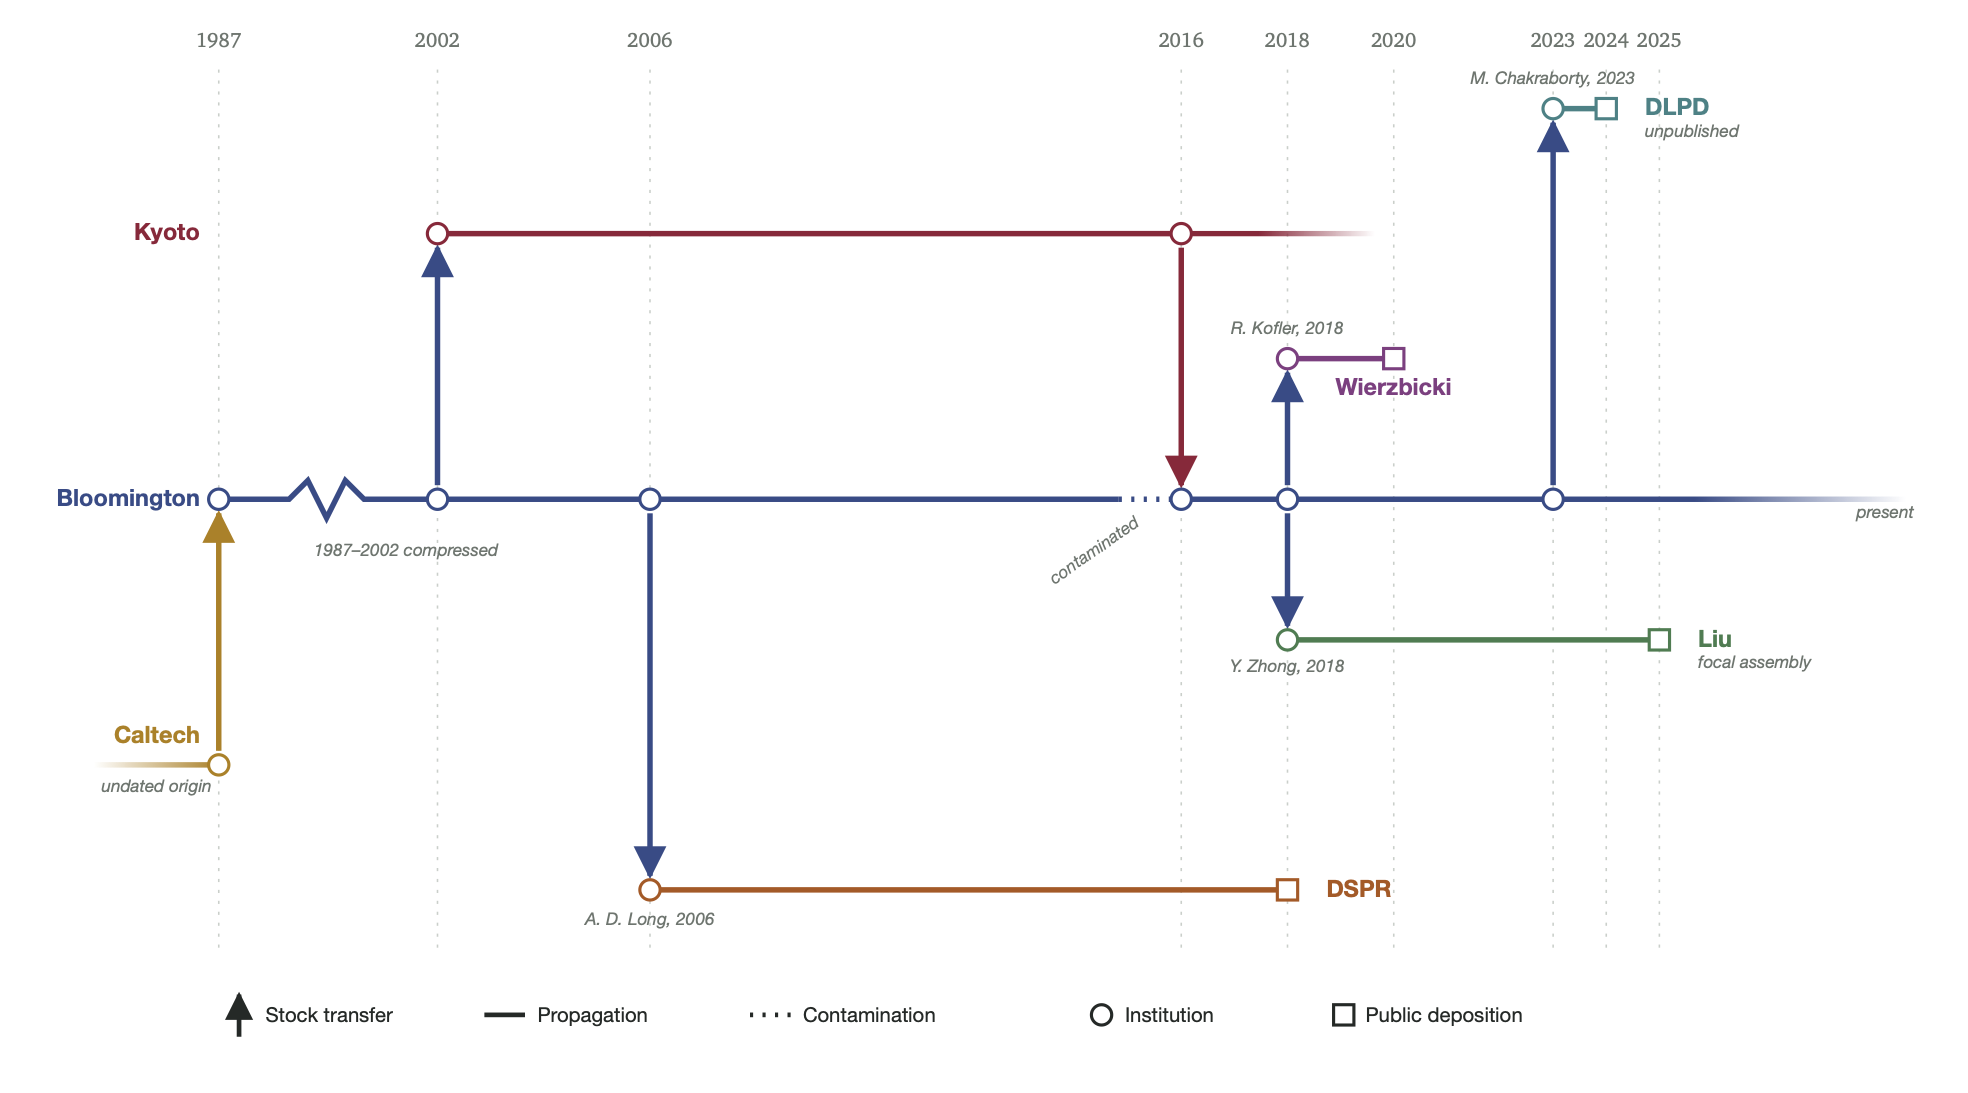 1987 2002 2006 2016 2018 2020 2023 2024 2025
M. Chakraborty, 2023
DLPD
unpublished
Kyoto
R. Kofler, 2018
Wierzbicki
Bloomington
present
contaminated
1987–2002 compressed
Liu
focal assembly
Y. Zhong, 2018
Caltech
undated origin
DSPR
A. D. Long, 2006
Stock transfer Propagation Contamination Institution Public deposition